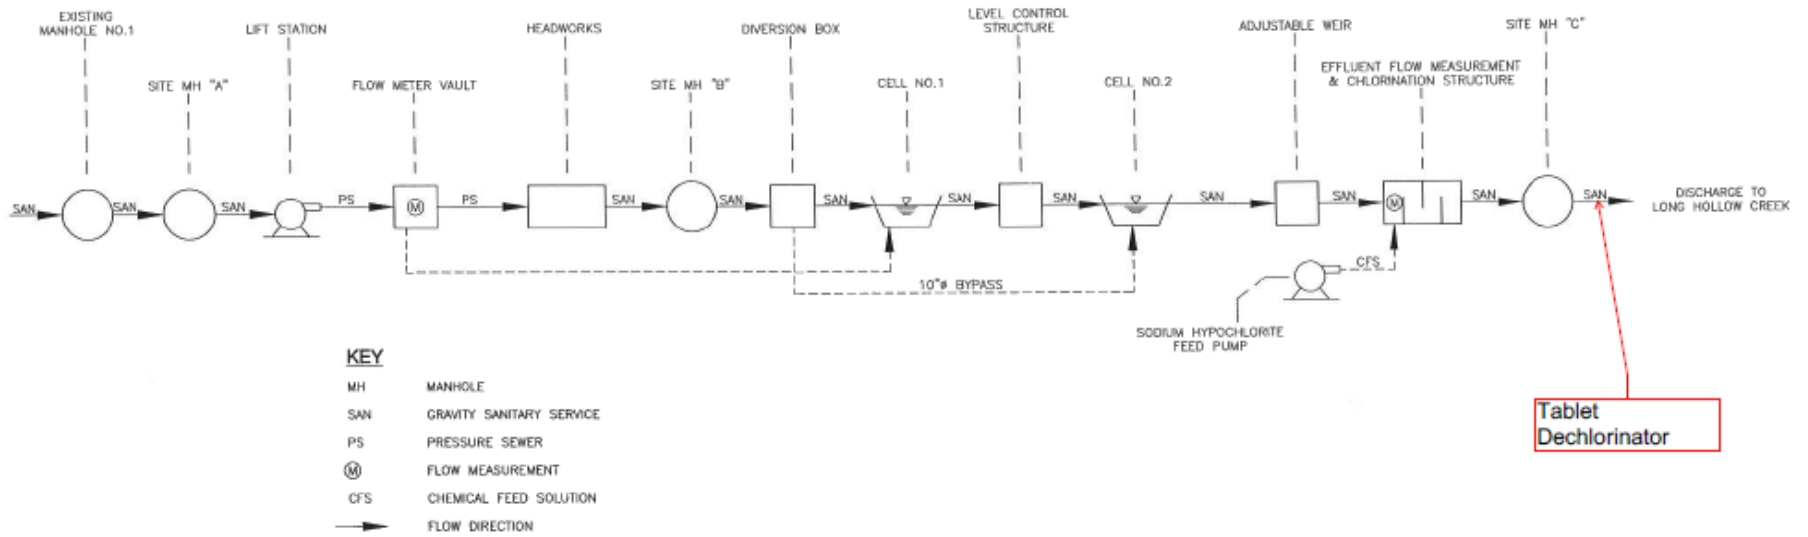 EXISTING
MANHOLE NO.1
SITE MH "A"
LIFT STATION
FLOW METER VAULT
HEADWORKS
SITE MH "B"
DIVERSION BOX
CELL NO.1
LEVEL CONTROL
STRUCTURE
CELL NO.2
ADJUSTABLE WEIR
EFFLUENT FLOW MEASUREMENT
& CHLORINATION STRUCTURE
SITE MH "C"
SAN
SAN
SAN
PS
M
PS
SAN
SAN
SAN
SAN
SAN
SAN
SAN
M
SAN
SAN
DISCHARGE TO
LONG HOLLOW CREEK
CFS
10"ø BYPASS
SODIUM HYPOCHLORITE
FEED PUMP
Tablet
Dechlorinator
KEY
MH MANHOLE
SAN GRAVITY SANITARY SERVICE
PS PRESSURE SEWER
M FLOW MEASUREMENT
CFS CHEMICAL FEED SOLUTION
FLOW DIRECTION